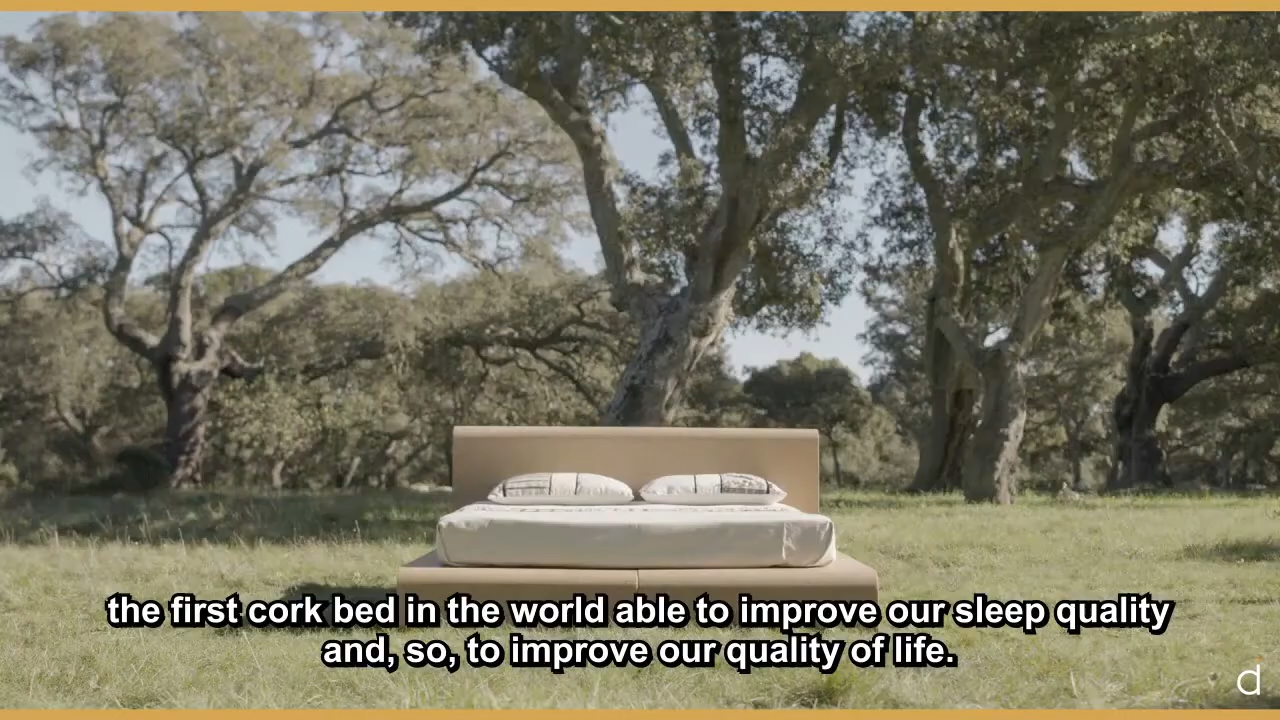 the first cork bed in the world able to improve our sleep quality
and, so, to improve our quality of life.
d